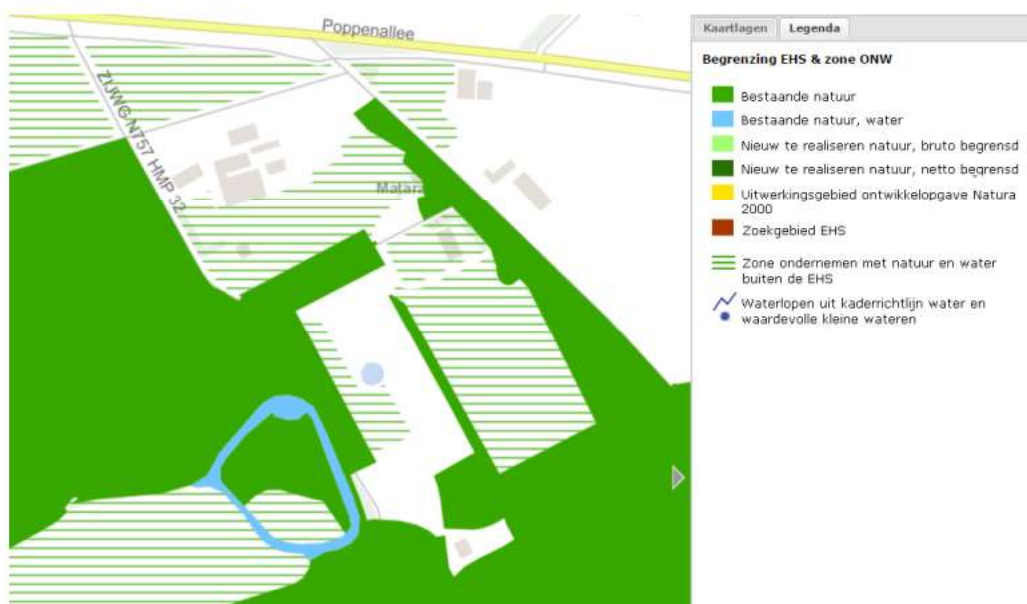 Poppenallee
ZIJWG/N757 HMP 32
Matara
Kaartlagen
Legenda
Begrenzing EHS & zone ONW
Bestaande natuur
Bestaande natuur, water
Nieuw te realiseren natuur, bruto begrensd
Nieuw te realiseren natuur, netto begrensd
Uitwerkingsgebied ontwikkelopgave Natura
2000
Zoekgebied EHS
Zone ondernemen met natuur en water
buiten de EHS
Waterlopen uit kaderrichtlijn water en
waardevolle kleine wateren